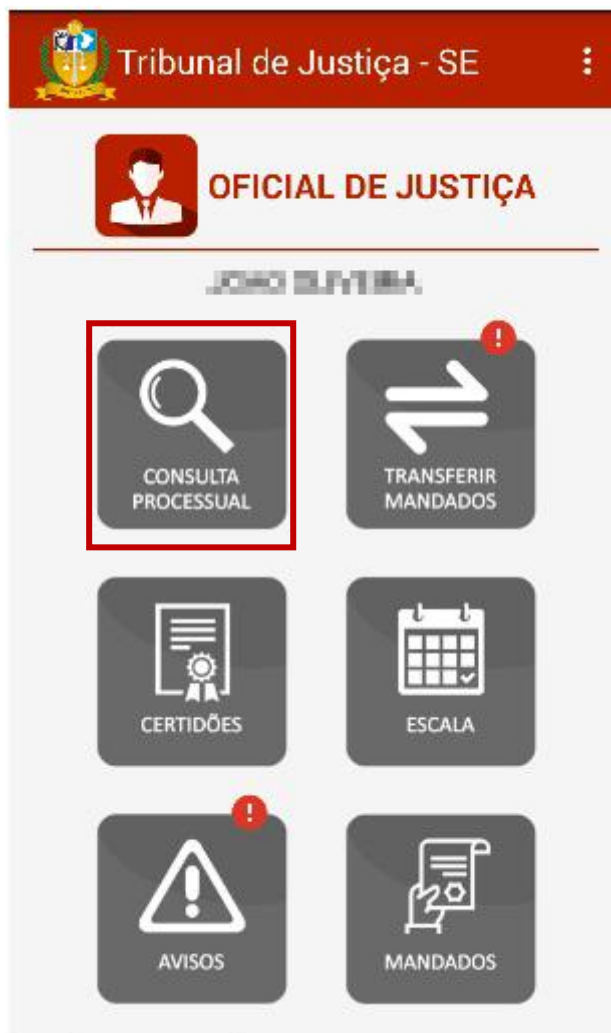 Tribunal de Justiça - SE
OFICIAL DE JUSTIÇA
CONSULTA
PROCESSUAL
TRANSFERIR
MANDADOS
CERTIDÕES
ESCALA
AVISOS
MANDADOS